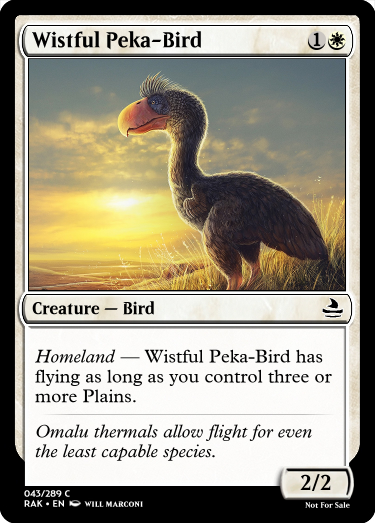 Wistful Peka-Bird 1
Creature — Bird
Homeland — Wistful Peka-Bird has
flying as long as you control three or
more Plains.
Omalu thermals allow flight for even
the least capable species.
2/2
043/289 C
RAK • EN WILL MARCONI
Not For Sale